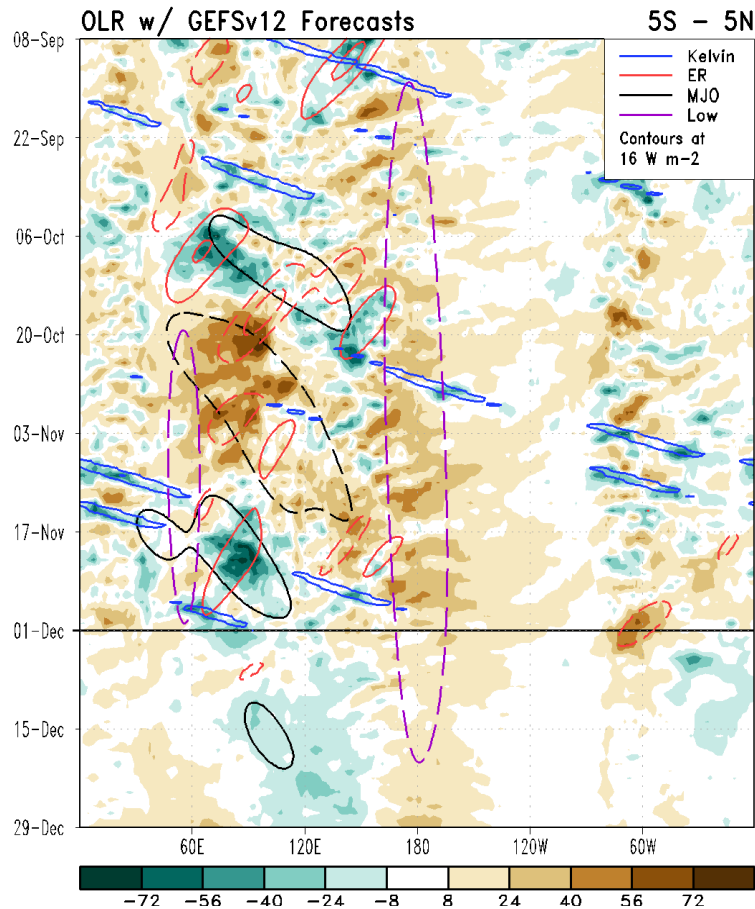 OLR w/ GEFSv12 Forecasts 5S - 5N
Kelvin
ER
MJO
Low
Contours at
16 W m-2
08-Sep
22-Sep
06-Oct
20-Oct
03-Nov
17-Nov
01-Dec
15-Dec
29-Dec
60E 120E 180 120W 60W
-72 -56 -40 -24 -8 8 24 40 56 72